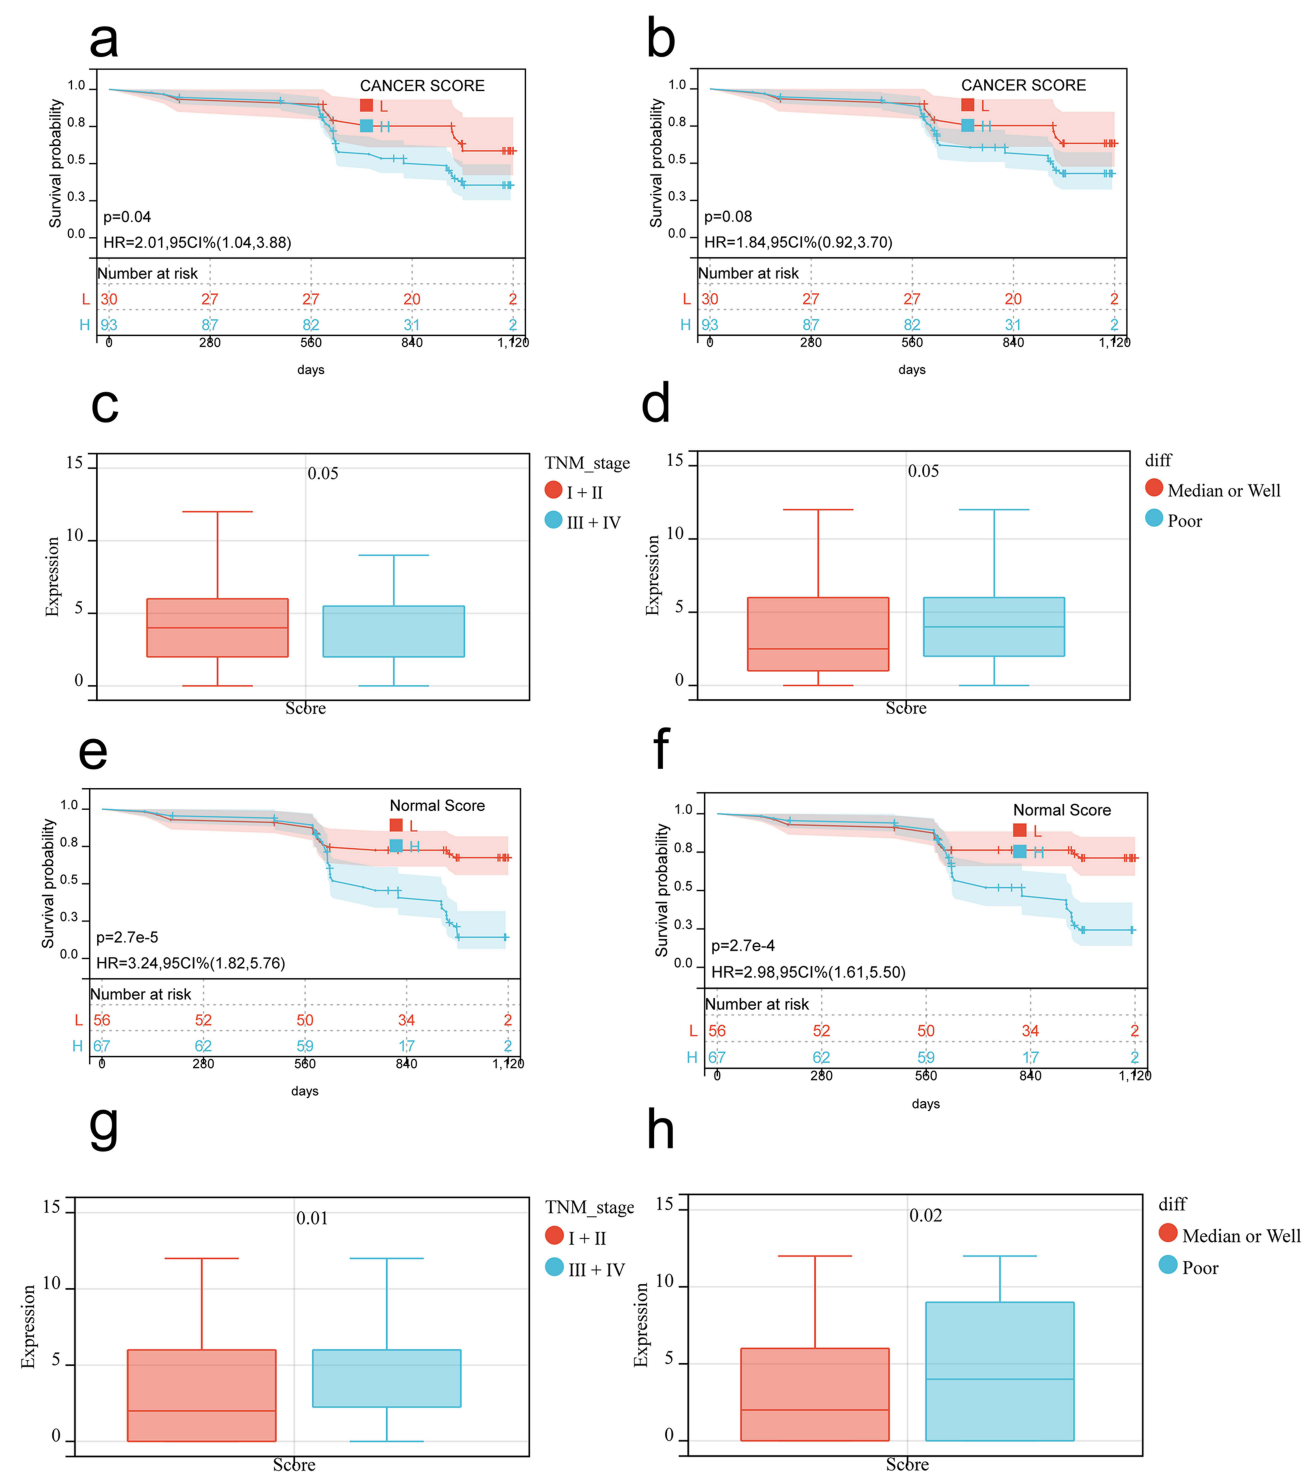 a
CANCER SCORE
L
H
1.0
0.8
0.5
0.3
0.0
Survival probability
p=0.04
HR=2.01,95CI%(1.04,3.88)
Number at risk
L 30 27 27 20 2
H 93 87 82 31 2
0 280 560 840 1,120
days
b
CANCER SCORE
L
H
1.0
0.8
0.5
0.3
0.0
Survival probability
p=0.08
HR=1.84,95CI%(0.92,3.70)
Number at risk
L 30 27 27 20 2
H 93 87 82 31 2
0 280 560 840 1,120
days
c
15
10
5
0
Expression
0.05
Score
TNM_stage
I + II
III + IV
d
15
10
5
0
Expression
0.05
Score
diff
Median or Well
Poor
e
Normal Score
L
H
1.0
0.8
0.5
0.3
0.0
Survival probability
p=2.7e-5
HR=3.24,95CI%(1.82,5.76)
Number at risk
L 56 52 50 34 2
H 67 62 59 17 2
0 280 560 840 1,120
days
f
Normal Score
L
H
1.0
0.8
0.5
0.3
0.0
Survival probability
p=2.7e-4
HR=2.98,95CI%(1.61,5.50)
Number at risk
L 56 52 50 34 2
H 67 62 59 17 2
0 280 560 840 1,120
days
g
15
10
5
0
Expression
0.01
Score
TNM_stage
I + II
III + IV
h
15
10
5
0
Expression
0.02
Score
diff
Median or Well
Poor